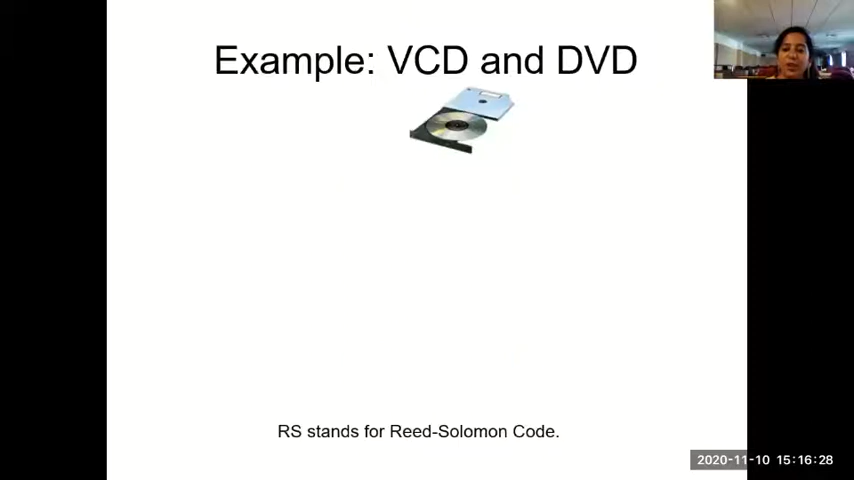 Example: VCD and DVD
RS stands for Reed-Solomon Code.
2020-11-10 15:16:28